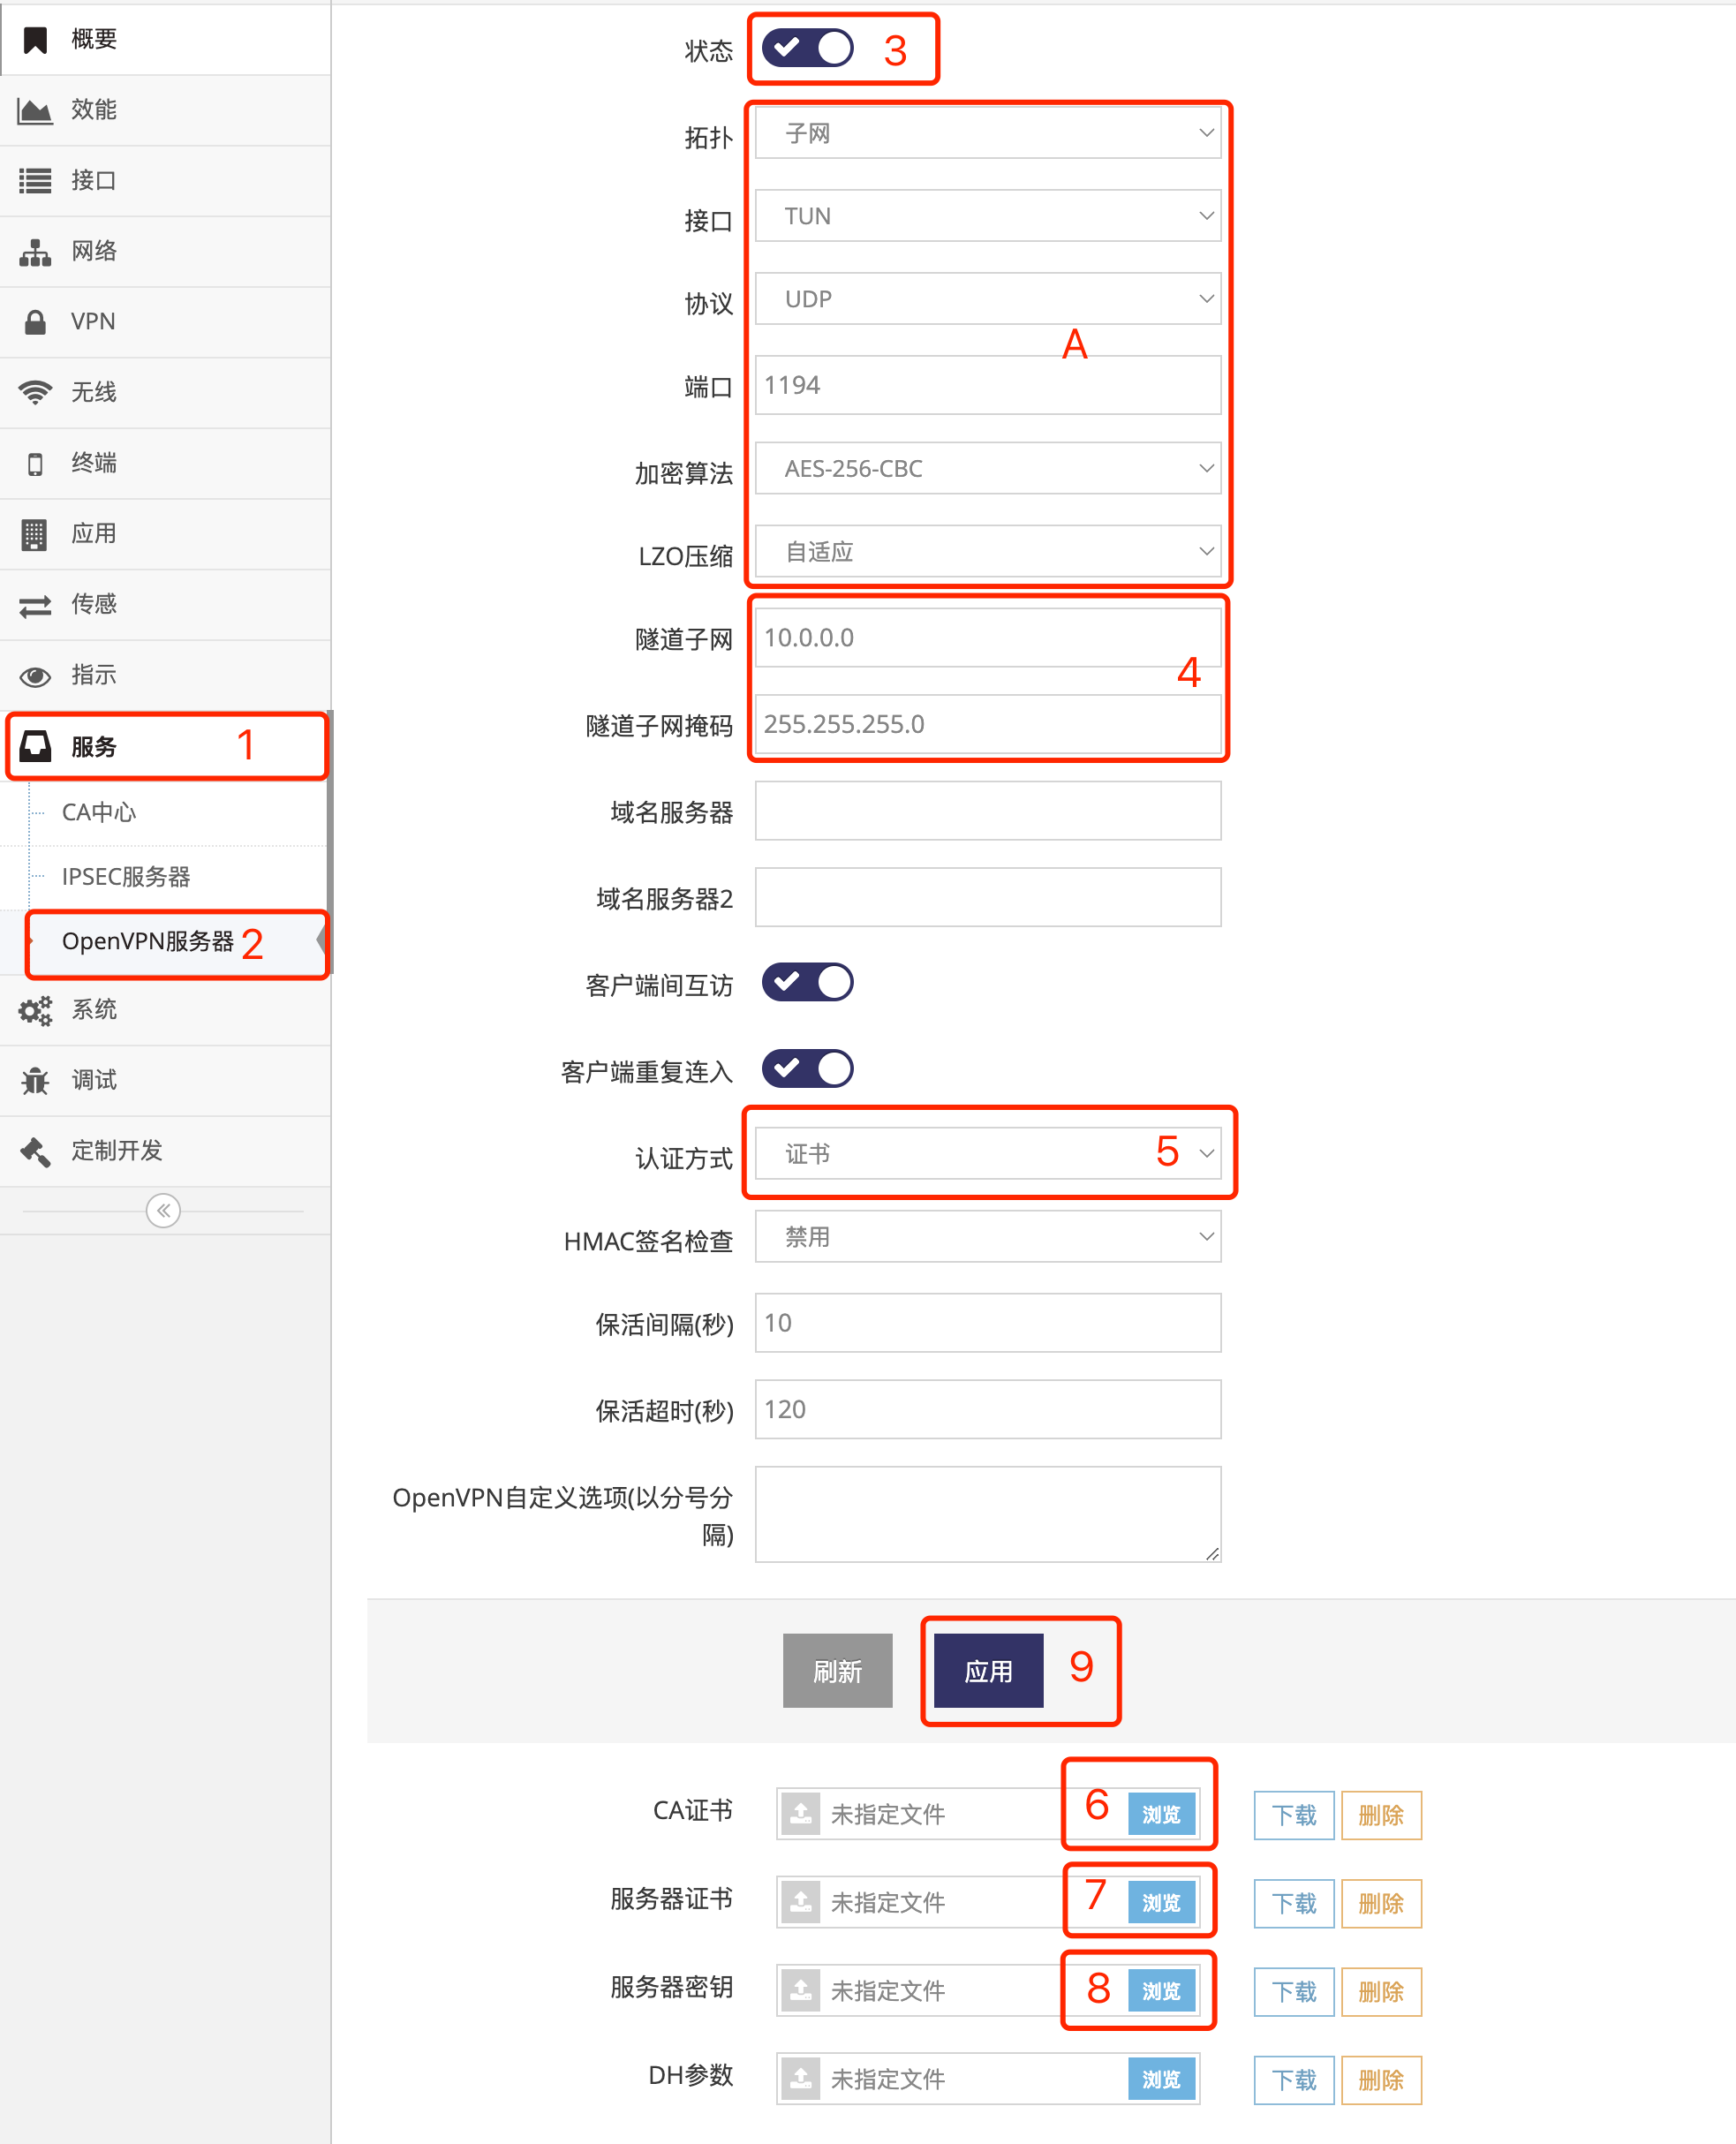 概要
效能
接口
网络
VPN
无线
终端
应用
传感
指示
服务 1
CA中心
IPSEC服务器
OpenVPN服务器 2
系统
调试
定制开发
状态 3
拓扑 子网
接口 TUN
协议 UDP
A
端口 1194
加密算法 AES-256-CBC
LZO压缩 自适应
隧道子网 10.0.0.0
4
隧道子网掩码 255.255.255.0
域名服务器
域名服务器2
客户端间互访
客户端重复连入
认证方式 证书 5
HMAC签名检查 禁用
保活间隔(秒) 10
保活超时(秒) 120
OpenVPN自定义选项(以分号分
隔)
刷新 应用 9
CA证书 未指定文件 6 浏览 下载 删除
服务器证书 未指定文件 7 浏览 下载 删除
服务器密钥 未指定文件 8 浏览 下载 删除
DH参数 未指定文件 浏览 下载 删除